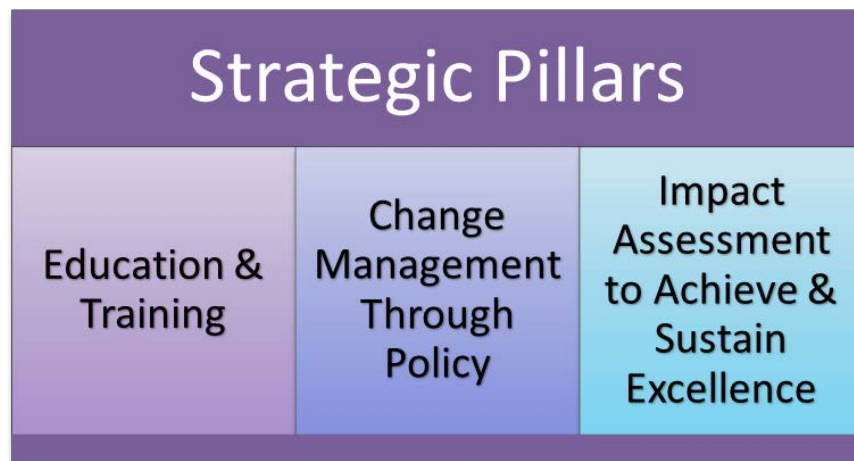 Strategic Pillars
Education &
Training
Change
Management
Through
Policy
Impact
Assessment
to Achieve &
Sustain
Excellence